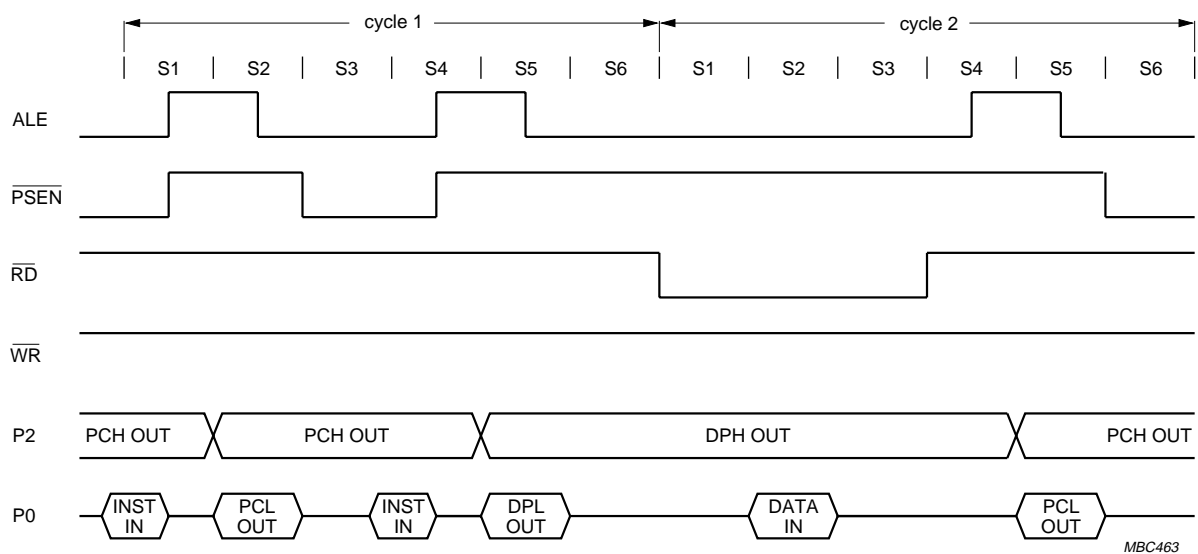 cycle 1 cycle 2
S1 S2 S3 S4 S5 S6 S1 S2 S3 S4 S5 S6
ALE
PSEN
RD
WR
P2 PCH OUT PCH OUT DPH OUT PCH OUT
P0 INST IN PCL OUT INST IN DPL OUT DATA IN PCL OUT
MBC463